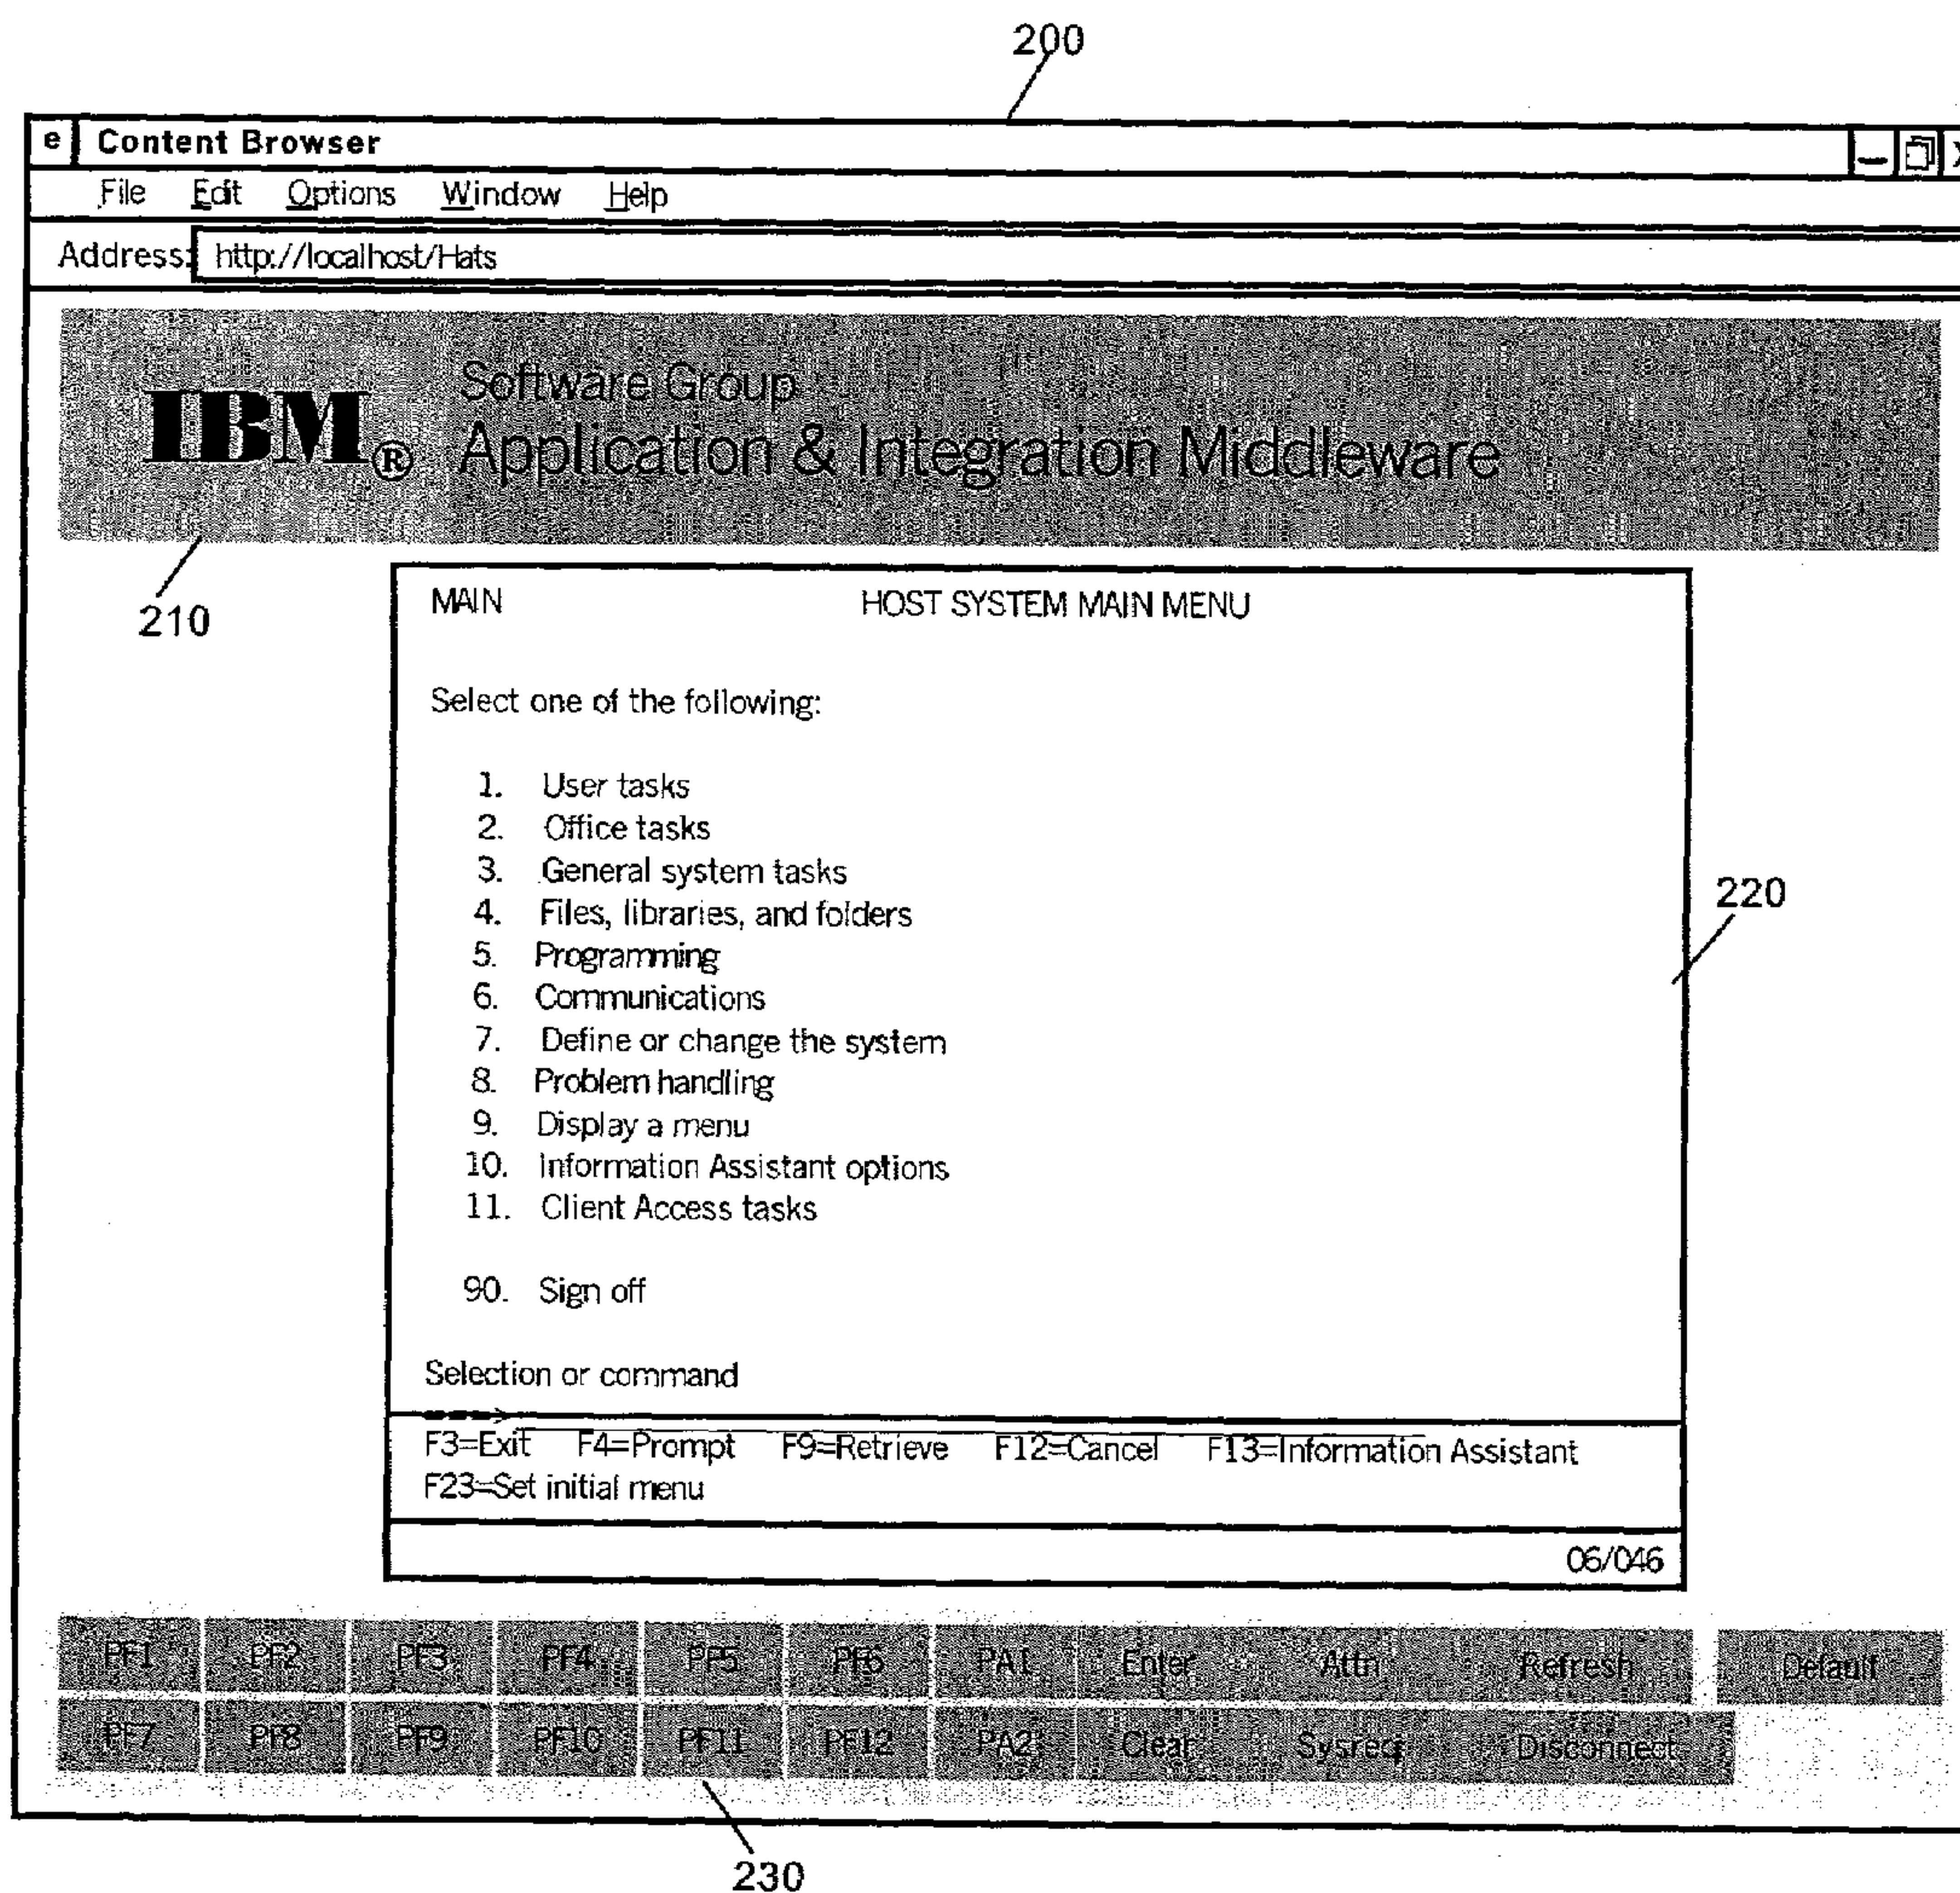 200
e Content Browser
File Edit Options Window Help
Address: http://localhost/Hats
Software Group
IBM® Application & Integration Middleware
210
MAIN HOST SYSTEM MAIN MENU
Select one of the following:
1. User tasks
2. Office tasks
3. General system tasks
4. Files, libraries, and folders
220
5. Programming
6. Communications
7. Define or change the system
8. Problem handling
9. Display a menu
10. Information Assistant options
11. Client Access tasks
90. Sign off
Selection or command
===>
F3=Exit F4=Prompt F9=Retrieve F12=Cancel F13=Information Assistant
F23=Set initial menu
06/046
PF1 PF2 PF3 PF4 PF5 PF6 PA1 Enter Attn Refresh Default
PF7 PF8 PF9 PF10 PF11 PF12 PA2 Clear Sysreq Disconnect
230